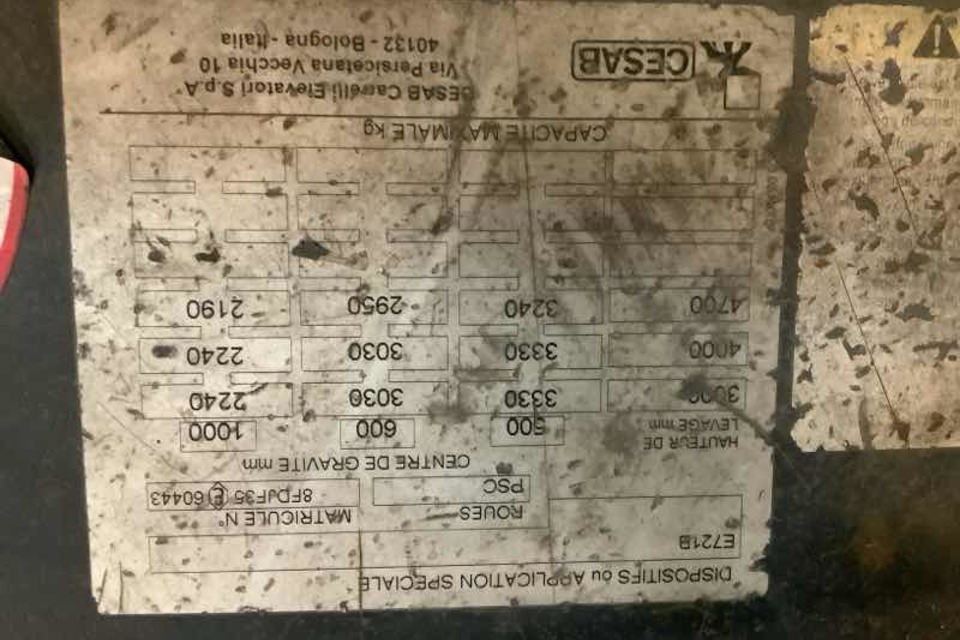 DISPOSITIFS ou APPLICATION SPECIALE
E721B
ROUES
MATRICULE N°
PSC
8FDJF35 E 60443
CENTRE DE GRAVITE mm
HAUTEUR DE
LEVAGE mm
500 600 1000
3000 3330 3030 2240
4000 3330 3030 2240
4700 3240 2950 2190
CAPACITE MAXIMALE kg
CESAB
CESAB Carrelli Elevatori S.p.A.
Via Persicetana Vecchia 10
40132 - Bologna - Italia